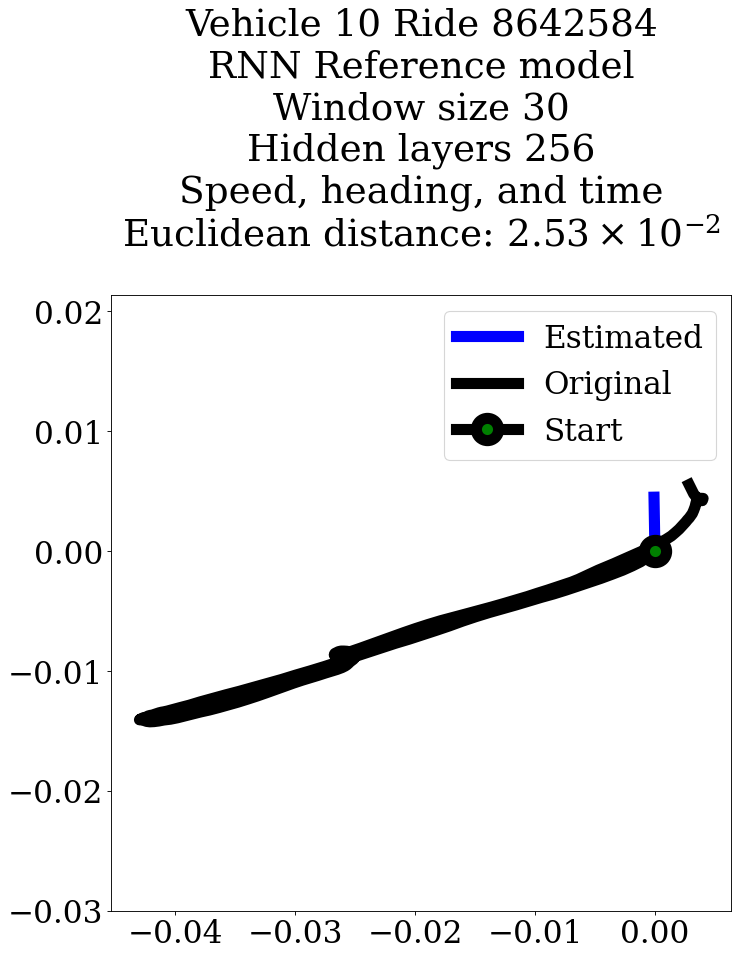 Vehicle 10 Ride 8642584
RNN Reference model
Window size 30
Hidden layers 256
Speed, heading, and time
Euclidean distance: 2.53 × 10⁻²
Estimated
Original
Start
0.02
0.01
0.00
−0.01
−0.02
−0.03
−0.04 −0.03 −0.02 −0.01 0.00